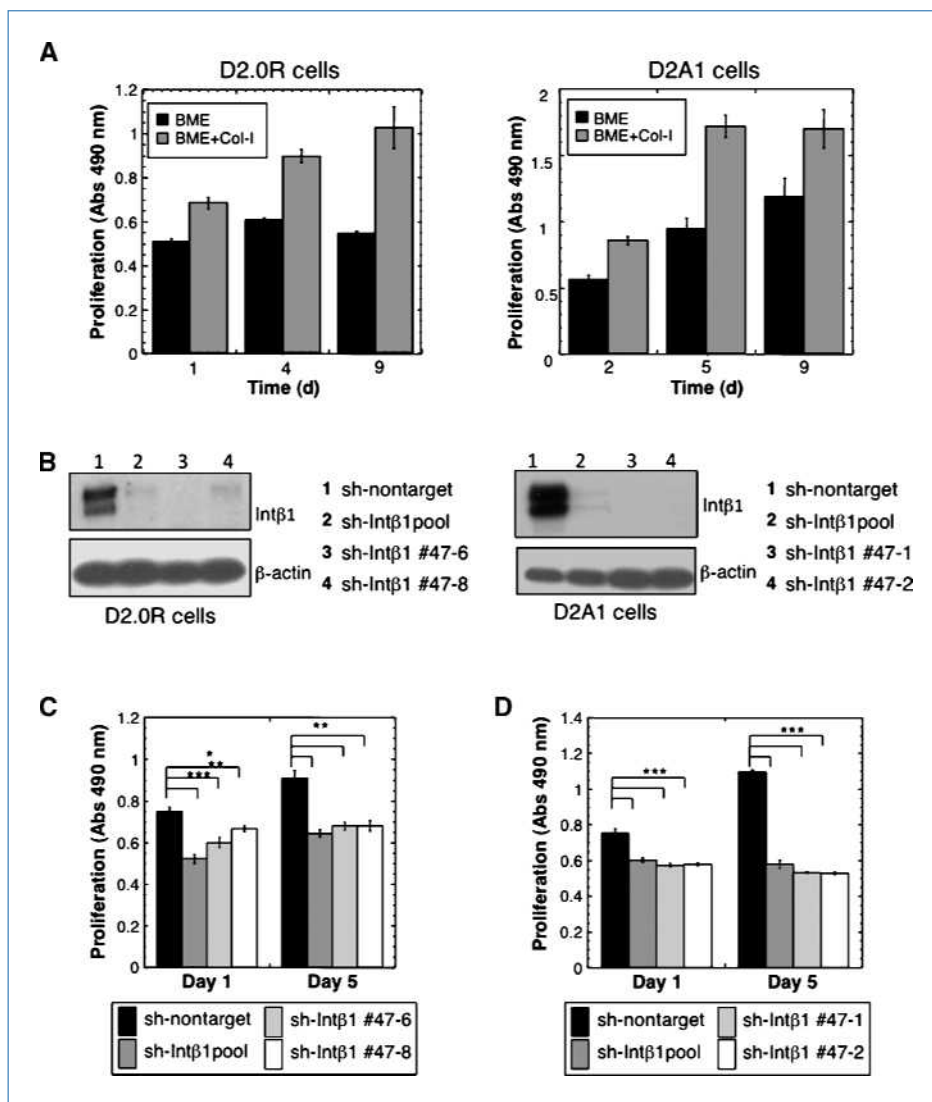 A
D2.0R cells
D2A1 cells
1.2
1
0.8
0.6
0.4
0.2
0
BME
BME+Col-I
Proliferation (Abs 490 nm)
1 4 9
Time (d)
2
1.5
1
0.5
0
BME
BME+Col-I
Proliferation (Abs 490 nm)
2 5 9
Time (d)
B
1 2 3 4
Intβ1
β-actin
D2.0R cells
1 sh-nontarget
2 sh-Intβ1pool
3 sh-Intβ1 #47-6
4 sh-Intβ1 #47-8
1 2 3 4
Intβ1
β-actin
D2A1 cells
1 sh-nontarget
2 sh-Intβ1pool
3 sh-Intβ1 #47-1
4 sh-Intβ1 #47-2
C
1.2
1
0.8
0.6
0.4
0.2
0
Proliferation (Abs 490 nm)
*
**
***
**
Day 1 Day 5
sh-nontarget
sh-Intβ1pool
sh-Intβ1 #47-6
sh-Intβ1 #47-8
D
1.4
1.2
1
0.8
0.6
0.4
0.2
0
Proliferation (Abs 490 nm)
***
***
Day 1 Day 5
sh-nontarget
sh-Intβ1pool
sh-Intβ1 #47-1
sh-Intβ1 #47-2